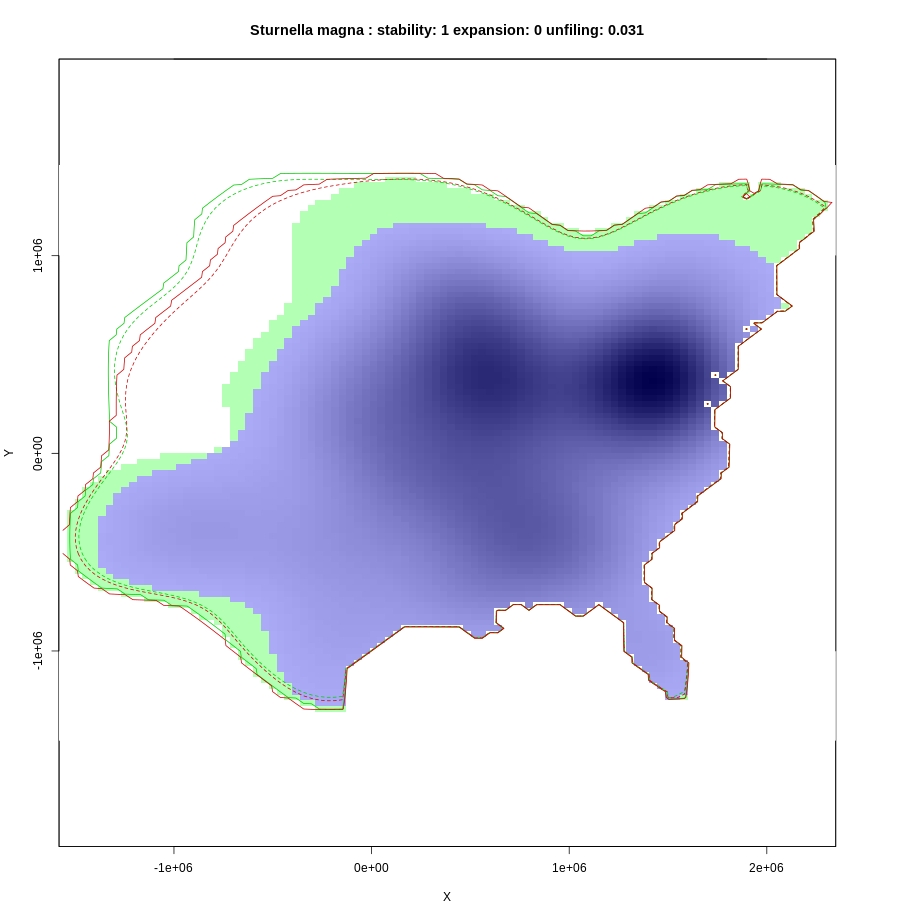 Sturnella magna : stability: 1 expansion: 0 unfiling: 0.031
Y
1e+06
0e+00
-1e+06
-1e+06 0e+00 1e+06 2e+06
X